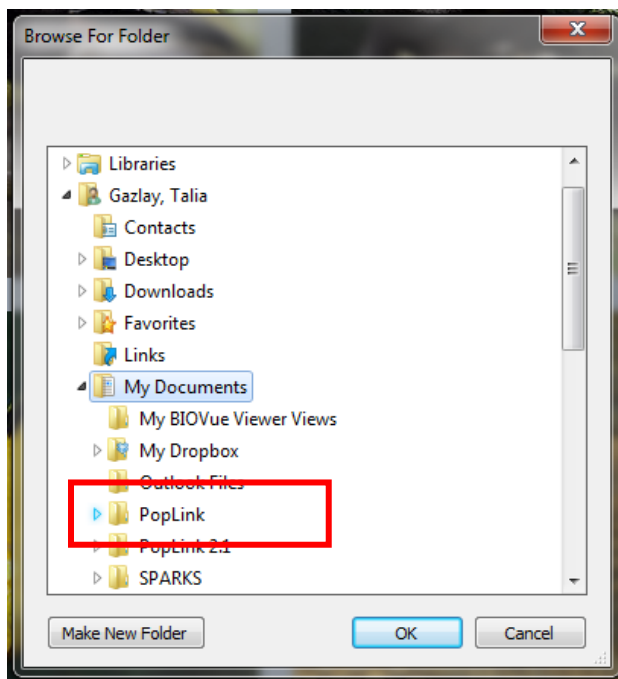 Browse For Folder
Libraries
Gazlay, Talia
Contacts
Desktop
Downloads
Favorites
Links
My Documents
My BIOVue Viewer Views
My Dropbox
Outlook Files
PopLink
PopLink 2.1
SPARKS
Make New Folder
OK
Cancel